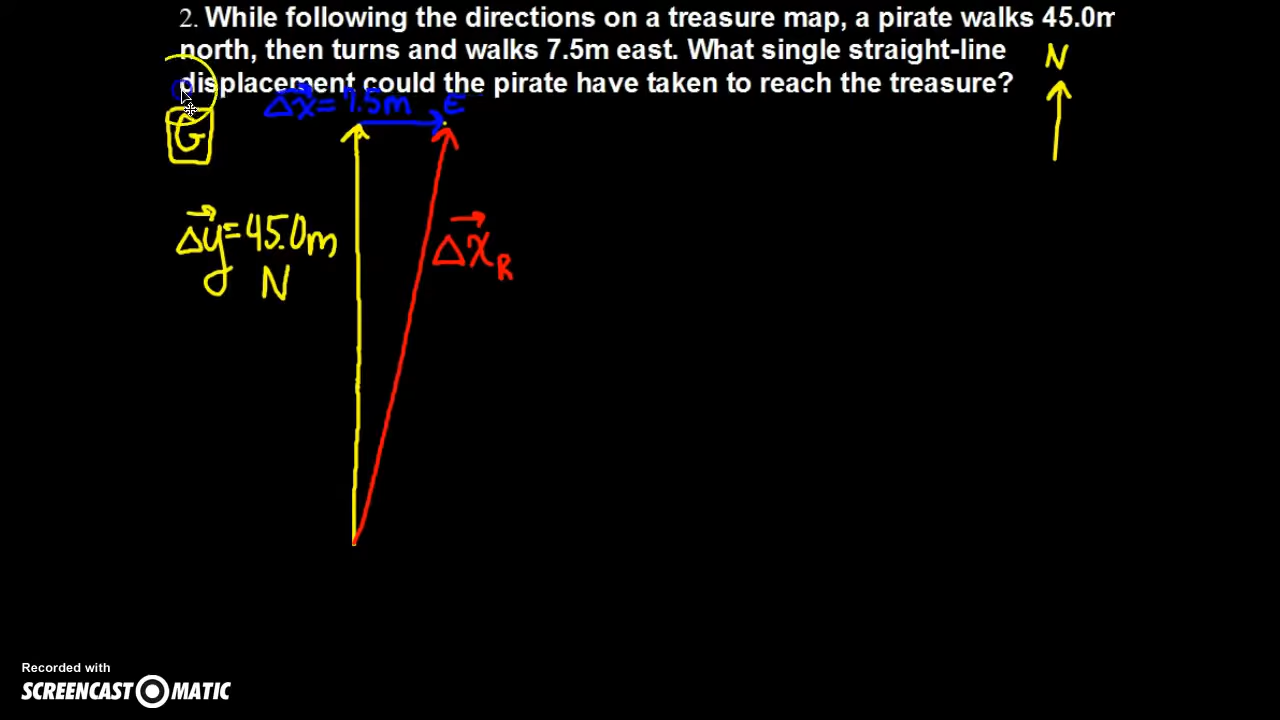 2. While following the directions on a treasure map, a pirate walks 45.0m
north, then turns and walks 7.5m east. What single straight-line
displacement could the pirate have taken to reach the treasure?
N
Δx = 7.5m E
G
Δy = 45.0m
N
Δx R
Recorded with
SCREENCAST O MATIC